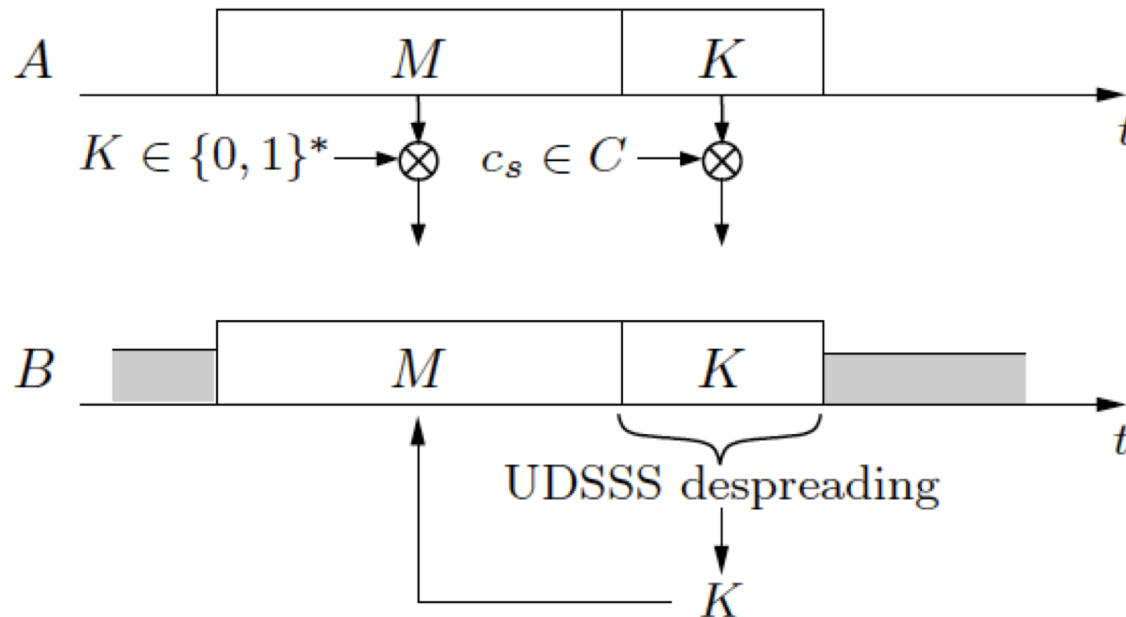 A M K
t
K ∈ {0, 1}* c_s ∈ C
B M K
t
UDSSS despreading
K